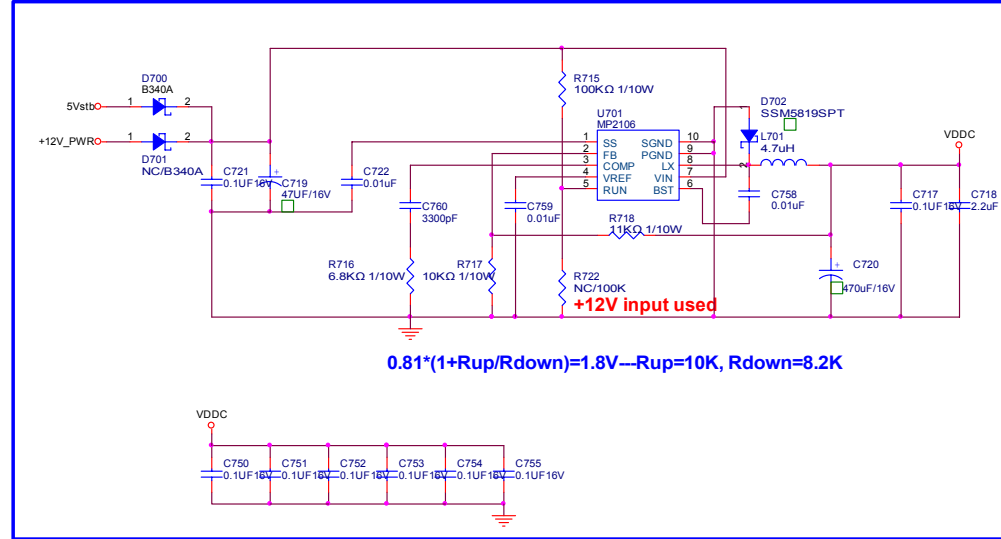 D700
B340A
5Vstb
1
2
+12V_PWR
1
2
D701
NC/B340A
C721
0.1UF16V
+
C719
47UF/16V
C722
0.01uF
R715
100KΩ 1/10W
U701
MP2106
1
2
3
4
5
SS
FB
COMP
VREF
RUN
SGND
PGND
LX
VIN
BST
10
9
8
7
6
D702
SSM5819SPT
1
2
L701
4.7uH
VDDC
C760
3300pF
C759
0.01uF
C758
0.01uF
C717
0.1UF16V
C718
2.2uF
R718
11KΩ 1/10W
R716
6.8KΩ 1/10W
R717
10KΩ 1/10W
R722
NC/100K
+12V input used
+
C720
470uF/16V
0.81*(1+Rup/Rdown)=1.8V---Rup=10K, Rdown=8.2K
VDDC
C750
0.1UF16V
C751
0.1UF16V
C752
0.1UF16V
C753
0.1UF16V
C754
0.1UF16V
C755
0.1UF16V